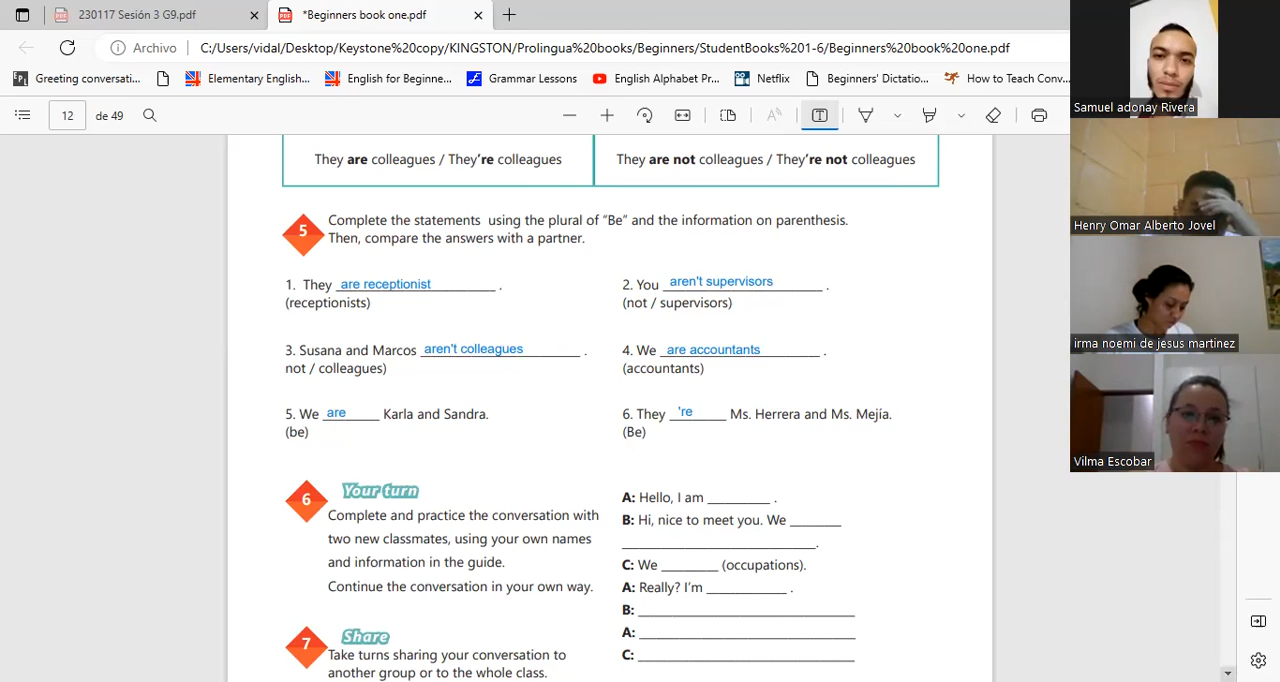 230117 Sesión 3 G9.pdf
*Beginners book one.pdf
Archivo
C:/Users/vidal/Desktop/Keystone%20copy/KINGSTON/Prolingua%20books/Beginners/StudentBooks%201-6/Beginners%20book%20one.pdf
Greeting conversati...
Elementary English...
English for Beginne...
Grammar Lessons
English Alphabet Pr...
Netflix
Beginners' Dictatio...
How to Teach Conv...
12 de 49
They are colleagues / They're colleagues
They are not colleagues / They're not colleagues
5
Complete the statements using the plural of "Be" and the information on parenthesis.
Then, compare the answers with a partner.
1. They are receptionist .
(receptionists)
2. You aren't supervisors .
(not / supervisors)
3. Susana and Marcos aren't colleagues .
not / colleagues)
4. We are accountants .
(accountants)
5. We are Karla and Sandra.
(be)
6. They 're Ms. Herrera and Ms. Mejía.
(Be)
6
Your turn
Complete and practice the conversation with
two new classmates, using your own names
and information in the guide.
Continue the conversation in your own way.
A: Hello, I am _________ .
B: Hi, nice to meet you. We _______
___________________________.
C: We ________ (occupations).
A: Really? I'm ___________ .
B: ______________________________
A: ______________________________
C: ______________________________
7
Share
Take turns sharing your conversation to
another group or to the whole class.
Samuel adonay Rivera
Henry Omar Alberto Jovel
irma noemi de jesus martinez
Vilma Escobar